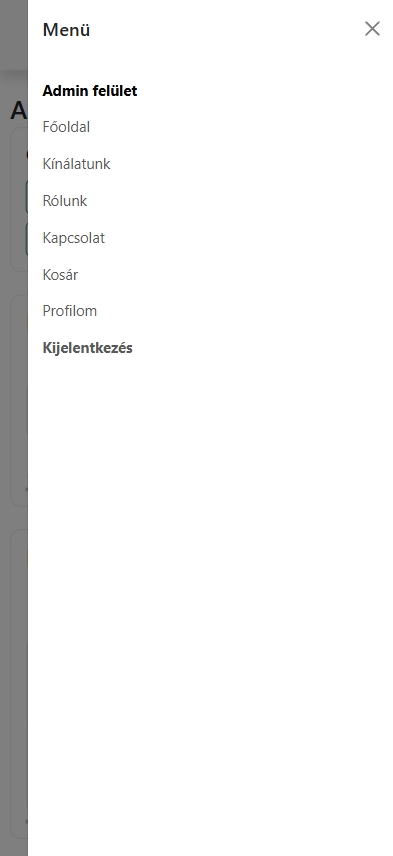 Menü
Admin felület
Főoldal
Kínálatunk
Rólunk
Kapcsolat
Kosár
Profilom
Kijelentkezés